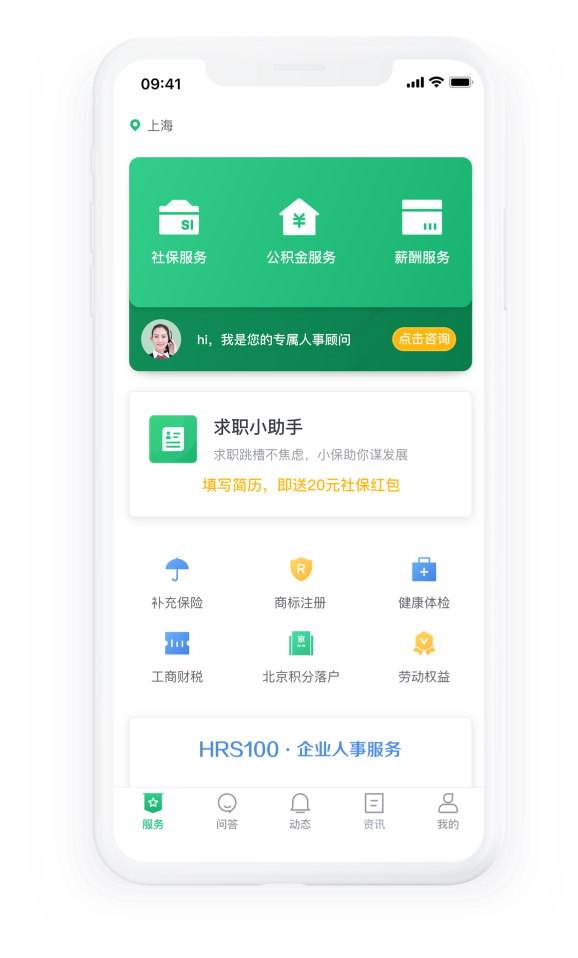 09:41
上海
SI
¥
社保服务
公积金服务
薪酬服务
hi，我是您的专属人事顾问
点击咨询
求职小助手
求职跳槽不焦虑，小保助你谋发展
填写简历，即送20元社保红包
R
补充保险
商标注册
健康体检
京
工商财税
北京积分落户
劳动权益
HRS100 · 企业人事服务
服务
问答
动态
资讯
我的